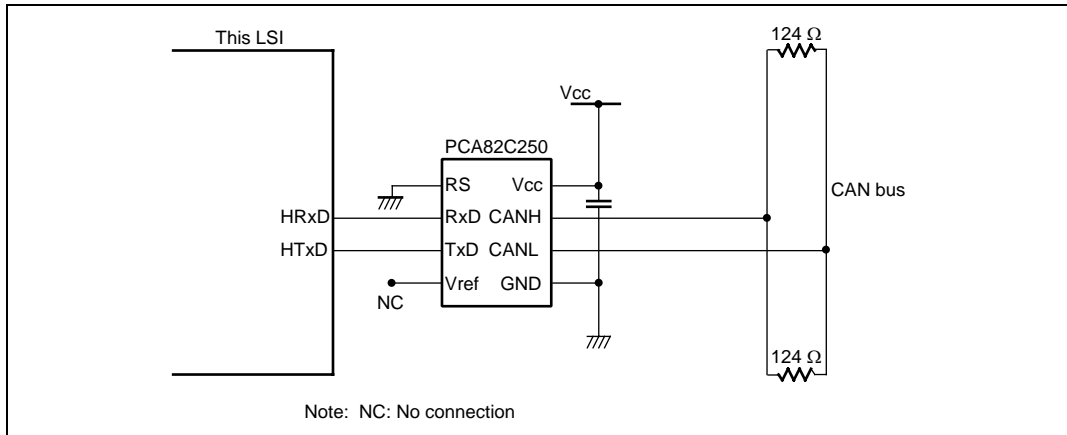 124 Ω
This LSI
Vcc
PCA82C250
RS Vcc
CAN bus
HRxD RxD CANH
HTxD TxD CANL
Vref GND
NC
124 Ω
Note: NC: No connection